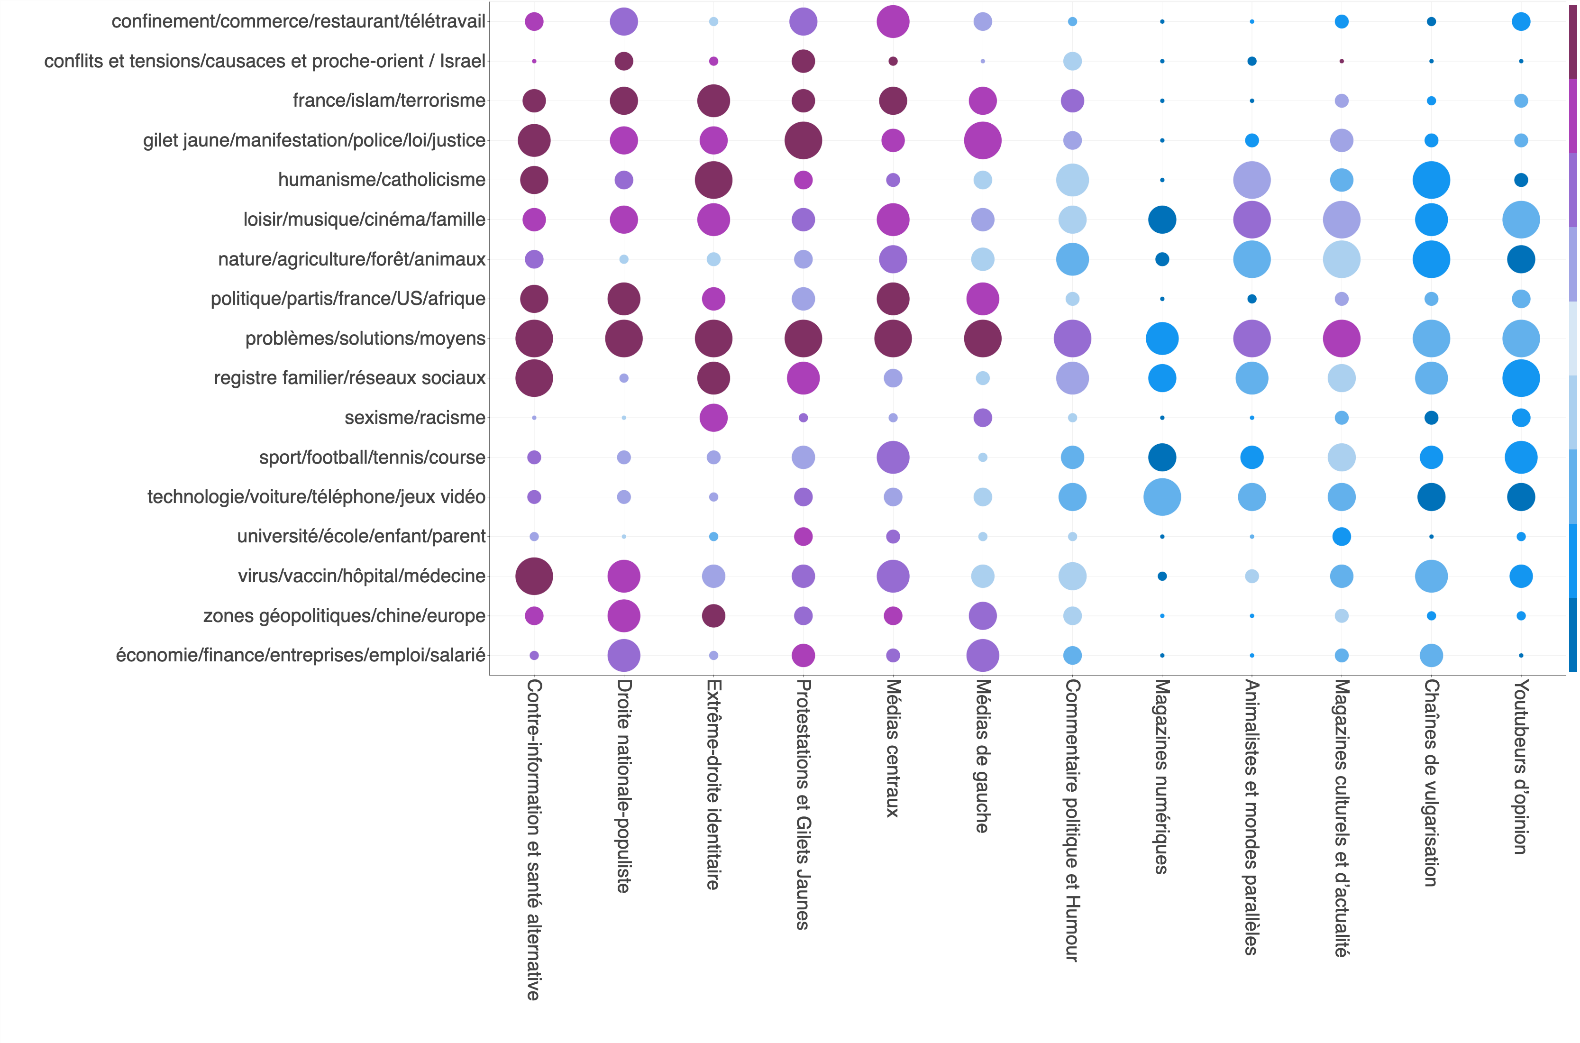 confinement/commerce/restaurant/télétravail
conflits et tensions/causaces et proche-orient / Israel
france/islam/terrorisme
gilet jaune/manifestation/police/loi/justice
humanisme/catholicisme
loisir/musique/cinéma/famille
nature/agriculture/forêt/animaux
politique/partis/france/US/afrique
problèmes/solutions/moyens
registre familier/réseaux sociaux
sexisme/racisme
sport/football/tennis/course
technologie/voiture/téléphone/jeux vidéo
université/école/enfant/parent
virus/vaccin/hôpital/médecine
zones géopolitiques/chine/europe
économie/finance/entreprises/emploi/salarié
Contre-information et santé alternative
Droite nationale-populiste
Extrême-droite identitaire
Protestations et Gilets Jaunes
Médias centraux
Médias de gauche
Commentaire politique et Humour
Magazines numériques
Animalistes et mondes parallèles
Magazines culturels et d'actualité
Chaînes de vulgarisation
Youtubeurs d'opinion